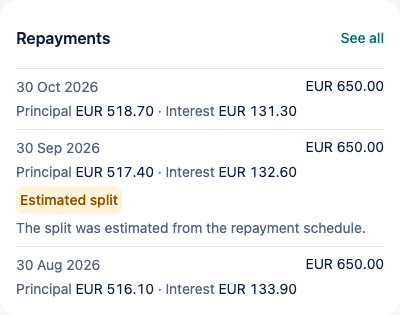 Repayments See all
30 Oct 2026 EUR 650.00
Principal EUR 518.70 · Interest EUR 131.30
30 Sep 2026 EUR 650.00
Principal EUR 517.40 · Interest EUR 132.60
Estimated split
The split was estimated from the repayment schedule.
30 Aug 2026 EUR 650.00
Principal EUR 516.10 · Interest EUR 133.90